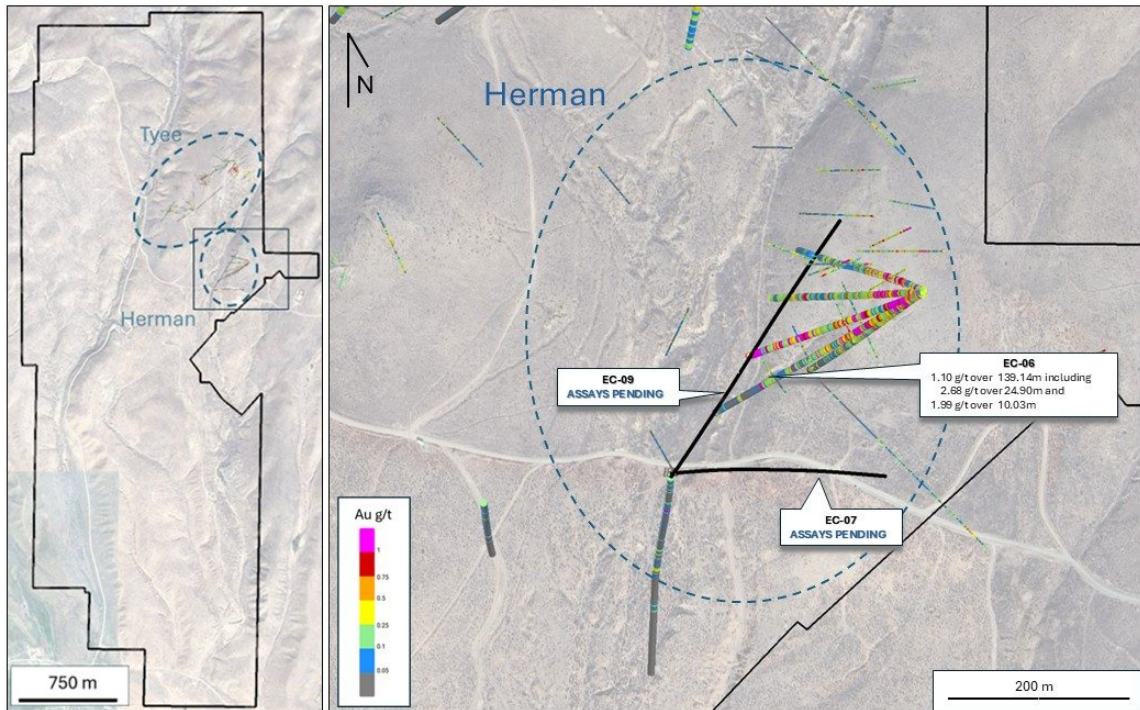 Tyee
Herman
750 m
N
Herman
EC-09
ASSAYS PENDING
EC-06
1.10 g/t over 139.14m including
2.68 g/t over 24.90m and
1.99 g/t over 10.03m
EC-07
ASSAYS PENDING
Au g/t
1
0.75
0.5
0.25
0.1
0.05
200 m